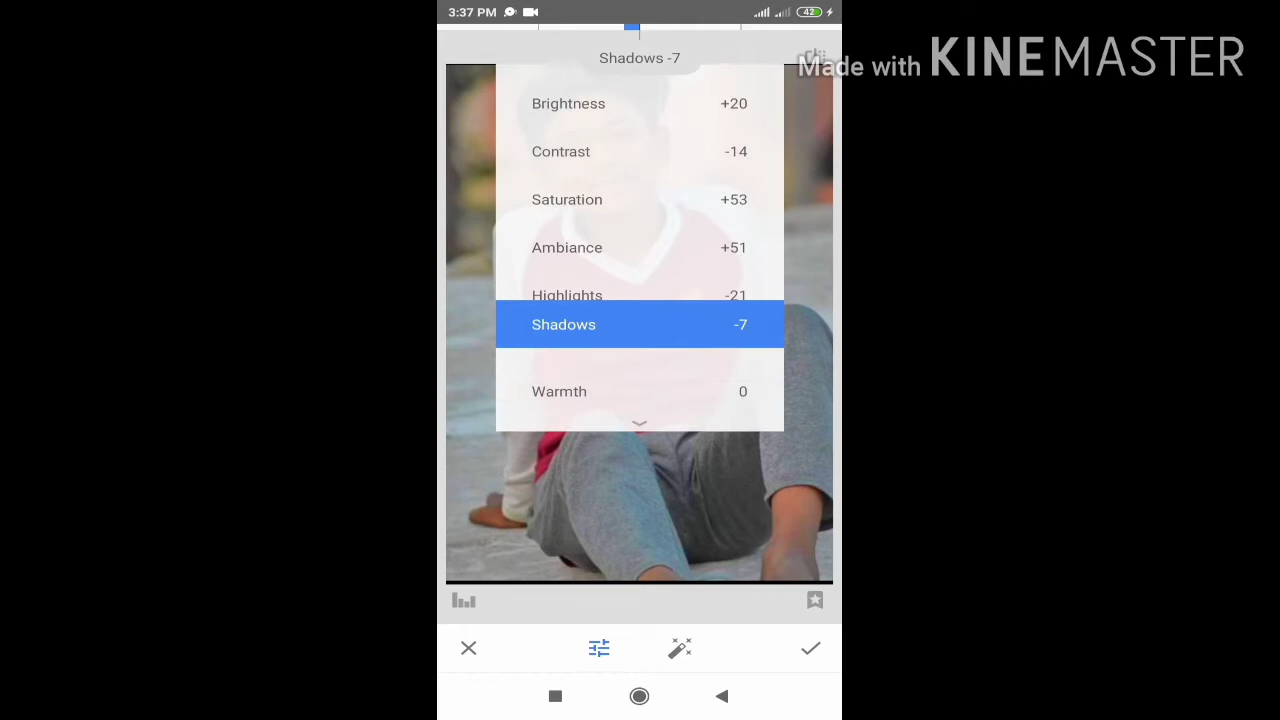 3:37 PM
42
Shadows -7
Made with KINEMASTER
Brightness +20
Contrast -14
Saturation +53
Ambiance +51
Highlights -21
Shadows -7
Warmth 0